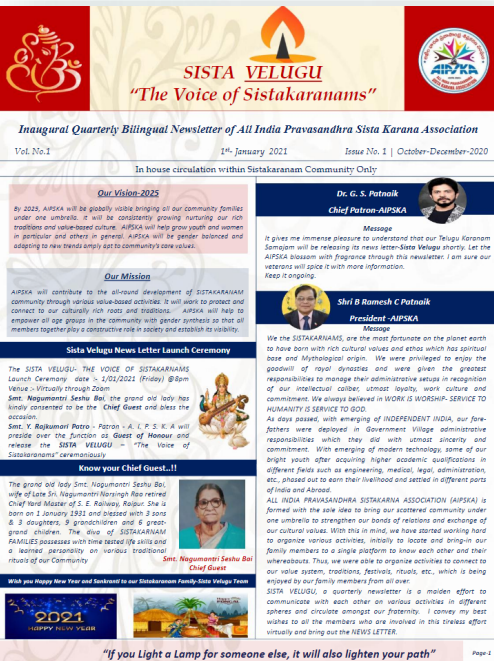 SISTA VELUGU
“The Voice of Sistakaranams”
AIPSKA
Inaugural Quarterly Bilingual Newsletter of All India Pravasandhra Sista Karana Association
Vol. No.1
1st- January 2021
Issue No. 1 | October-December-2020
In house circulation within Sistakaranam Community Only
Our Vision-2025
By 2025, AIPSKA will be globally visible bringing all our community families
under one umbrella. It will be consistently growing nurturing our rich
traditions and value-based culture. AIPSKA will help grow youth and women
in particular and others in general. AIPSKA will be gender balanced and
adapting to new trends amply apt to community's core values.
Our Mission
AIPSKA will contribute to the all-round development of SISTAKARANAM
community through various value-based activities. It will work to protect and
connect to our culturally rich roots and traditions. AIPSKA will help to
empower all age groups in the community with gender synthesis so that all
members together play a constructive role in society and establish its visibility.
Sista Velugu News Letter Launch Ceremony
The SISTA VELUGU- THE VOICE OF SISTAKARNAMS
Launch Ceremony date :- 1/01/2021 (Friday) @8pm
Venue :- Virtually through Zoom
Smt. Nagumantri Seshu Bai, the grand old lady has
kindly consented to be the Chief Guest and bless the
occasion.
Smt. Y. Rajkumari Patro - Patron - A. I. P. S. K. A will
preside over the function as Guest of Honour and
release the SISTA VELUGU – “The Voice of
Sistakaranams” ceremoniously
Know your Chief Guest..!!
The grand old lady Smt. Nagumantri Seshu Bai,
wife of Late Sri. Nagumantri Narsingh Rao retired
Chief Yard Master of S. E. Railway, Raipur. She is
born on 1 January 1931 and blessed with 3 sons
& 3 daughters, 9 grandchildren and 6 great-
grand children. The diva of SISTAKARNAM
FAMILIES possesses with time tested life skills and
a learned personality on various traditional
rituals of our Community
Smt. Nagumantri Seshu Bai
Chief Guest
Wish you Happy New Year and Sankranti to our Sistakaranam Family-Sista Velugu Team
2021
HAPPY NEW YEAR
Dr. G. S. Patnaik
Chief Patron-AIPSKA
Message
It gives me immense pleasure to understand that our Telugu Karanam
Samajam will be releasing its news letter-Sista Velugu shortly. Let the
AIPSKA blossom with fragrance through this newsletter. I am sure our
veterans will spice it with more information.
Keep it ongoing.
Shri B Ramesh C Patnaik
President -AIPSKA
Message
We the SISTAKARNAMS, are the most fortunate on the planet earth
to have born with rich cultural values and ethos which has spiritual
base and Mythological origin. We were privileged to enjoy the
goodwill of royal dynasties and were given the greatest
responsibilities to manage their administrative setups in recognition
of our intellectual caliber, utmost loyalty, work culture and
commitment. We always believed in WORK IS WORSHIP- SERVICE TO
HUMANITY IS SERVICE TO GOD.
As days passed, with emerging of INDEPENDENT INDIA, our fore-
fathers were deployed in Government Village administrative
responsibilities which they did with utmost sincerity and
commitment. With emerging of modern technology, some of our
bright youth after acquiring higher academic qualifications in
different fields such as engineering, medical, legal, administration,
etc., phased out to earn their livelihood and settled in different parts
of India and Abroad.
ALL INDIA PRAVASANDHRA SISTAKARNA ASSOCIATION (AIPSKA) is
formed with the sole idea to bring our scattered community under
one umbrella to strengthen our bonds of relations and exchange of
our cultural values. With this in mind, we have started working hard
to organize various activities, initially to locate and bring-in our
family members to a single platform to know each other and their
whereabouts. Thus, we were able to organize activities to connect to
our value system, traditions, festivals, rituals, etc., which is being
enjoyed by our family members from all over.
SISTA VELUGU, a quarterly newsletter is a maiden effort to
communicate with each other on various activities in different
spheres and circulate amongst our fraternity. I convey my best
wishes to all the members who are involved in this tireless effort
virtually and bring out the NEWS LETTER.
“If you Light a Lamp for someone else, it will also lighten your path”
Page-1